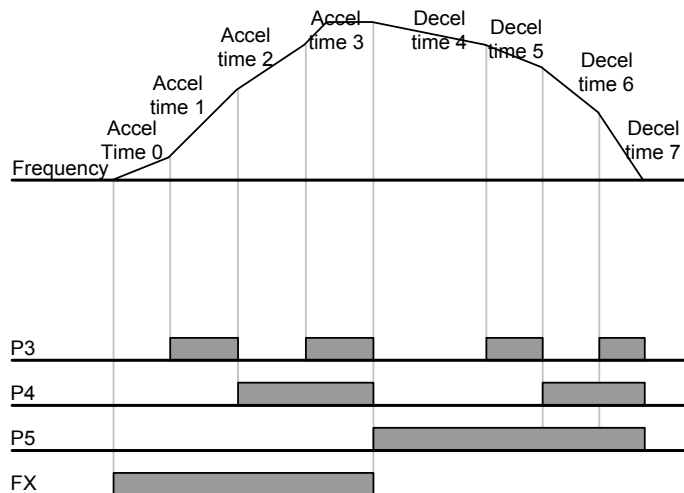 Accel
time 3
Decel
time 4
Decel
time 5
Accel
time 2
Decel
time 6
Accel
time 1
Accel
Time 0
Decel
time 7
Frequency
P3
P4
P5
FX